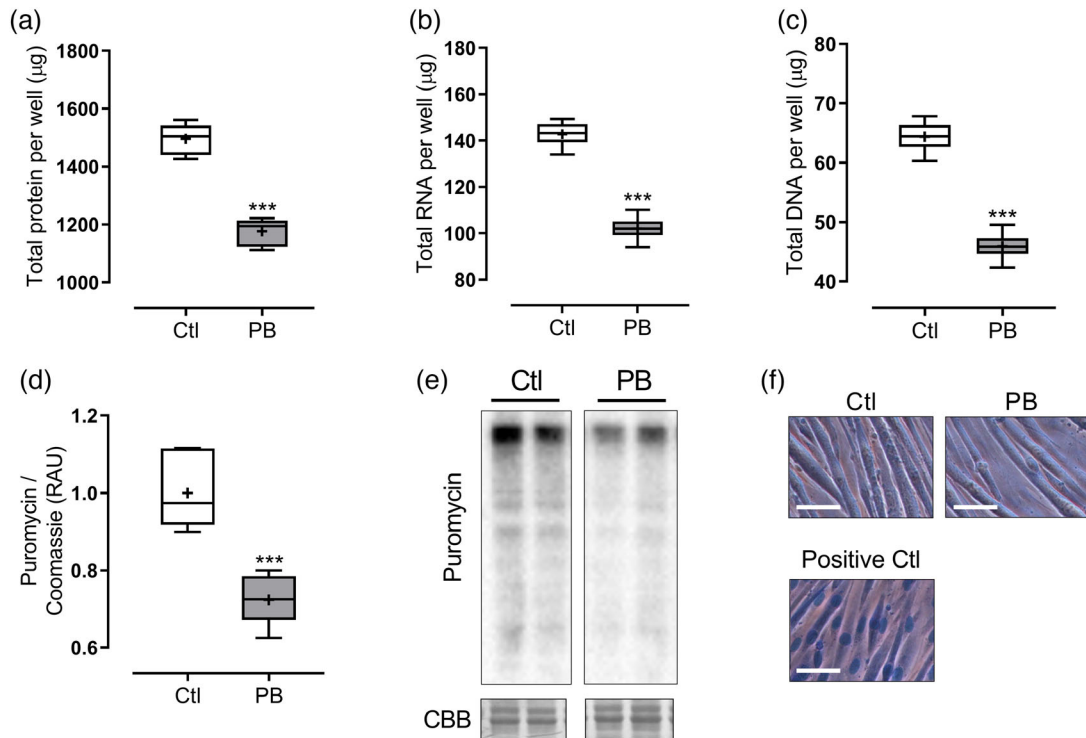 (a)
Total protein per well (μg)
1800
1600
1400
1200
1000
***
Ctl
PB
(b)
Total RNA per well (μg)
180
160
140
120
100
80
***
Ctl
PB
(c)
Total DNA per well (μg)
80
70
60
50
40
***
Ctl
PB
(d)
Puromycin /
Coomassie (RAU)
1.2
1.0
0.8
0.6
***
Ctl
PB
(e)
Ctl
PB
Puromycin
CBB
(f)
Ctl
PB
Positive Ctl